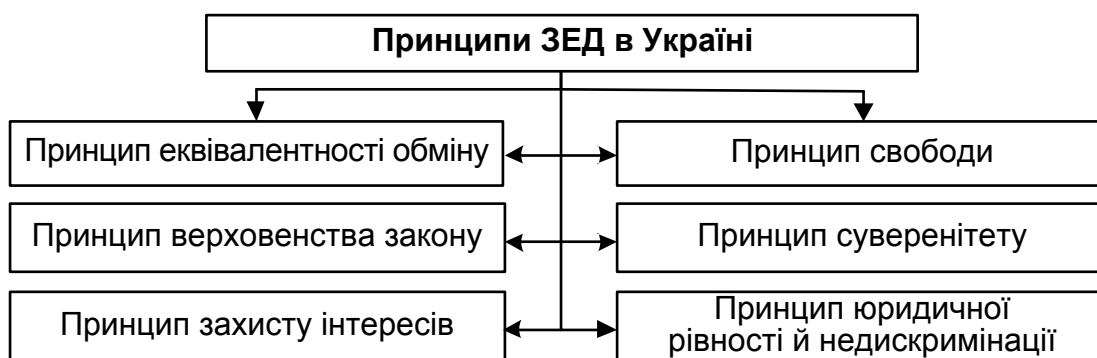 Принципи ЗЕД в Україні
Принцип еквівалентності обміну
Принцип свободи
Принцип верховенства закону
Принцип суверенітету
Принцип захисту інтересів
Принцип юридичної
рівності й недискримінації